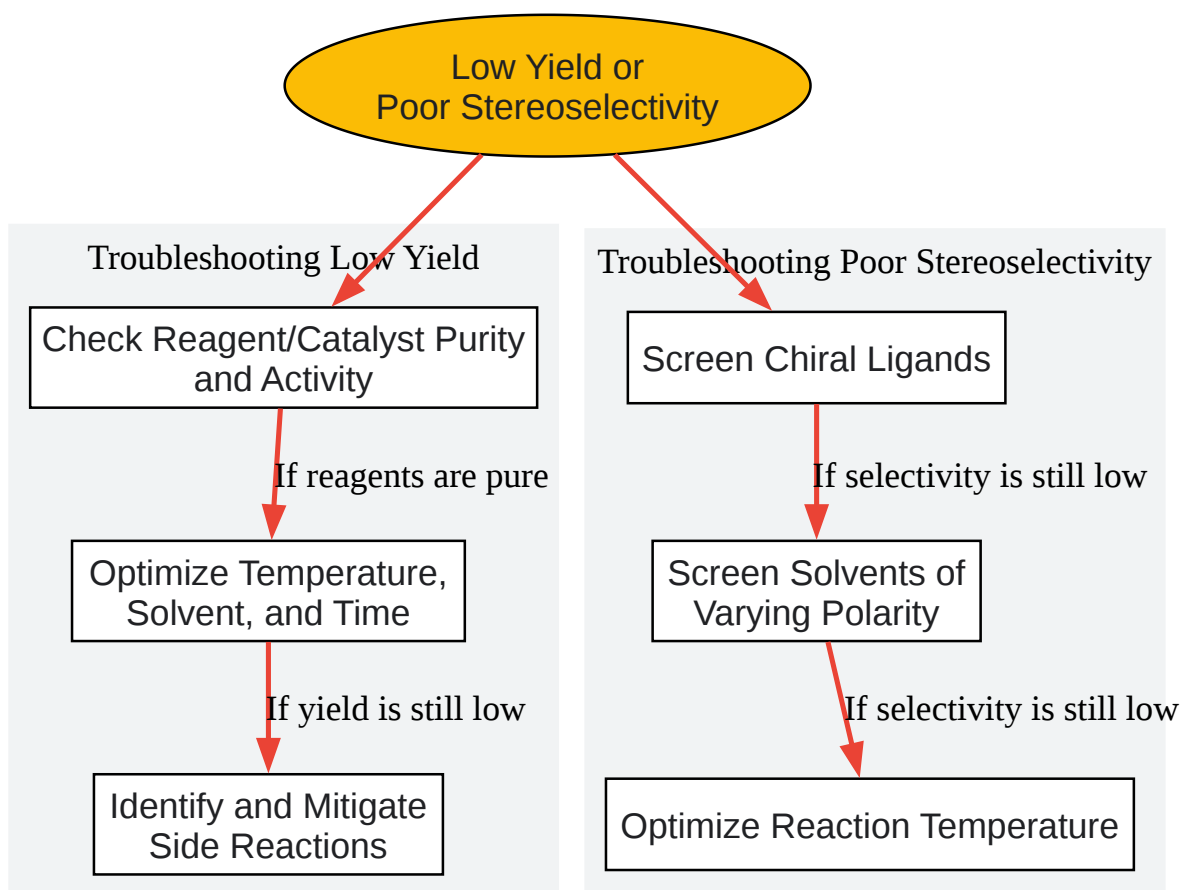 Low Yield or
Poor Stereoselectivity
Troubleshooting Low Yield
Check Reagent/Catalyst Purity
and Activity
If reagents are pure
Optimize Temperature,
Solvent, and Time
If yield is still low
Identify and Mitigate
Side Reactions
Troubleshooting Poor Stereoselectivity
Screen Chiral Ligands
If selectivity is still low
Screen Solvents of
Varying Polarity
If selectivity is still low
Optimize Reaction Temperature